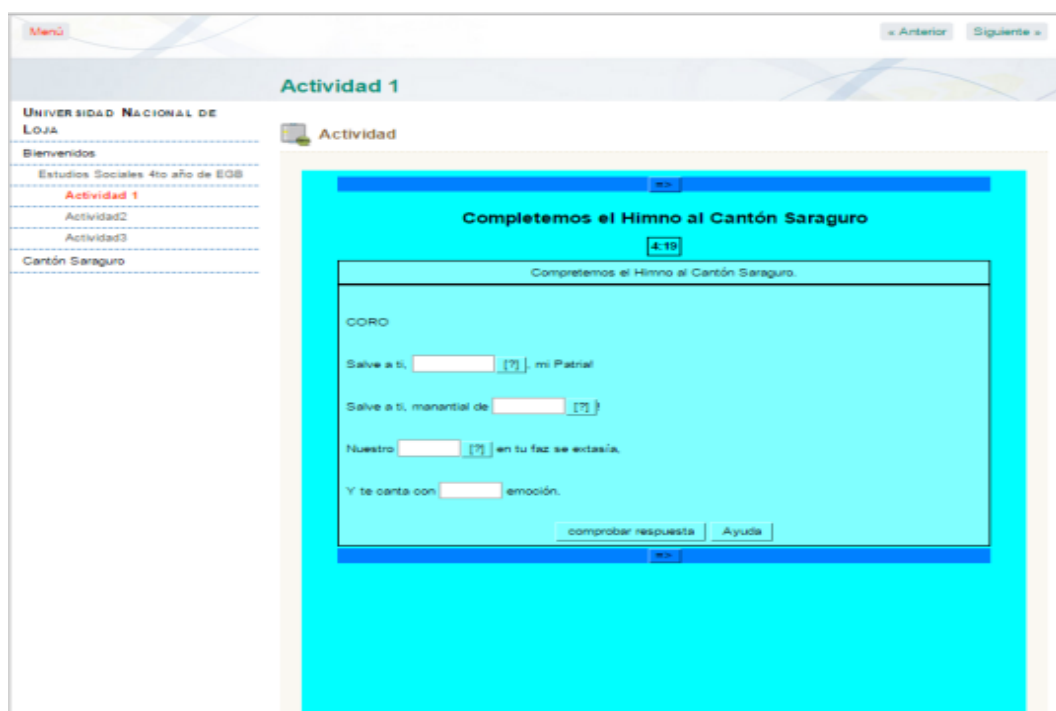 Menú
« Anterior Siguiente »
Actividad 1
UNIVERSIDAD NACIONAL DE
LOJA
Bienvenidos
Estudios Sociales 4to año de EGB
Actividad 1
Actividad2
Actividad3
Cantón Saraguro
Actividad
=>
Completemos el Himno al Cantón Saraguro
4:19
Compretemos el Himno al Cantón Saraguro.
CORO
Salve a ti, [?] , mi Patria!
Salve a ti, manantial de [?] !
Nuestro [?] en tu faz se extasía,
Y te canta con emoción.
comprobar respuesta Ayuda
=>